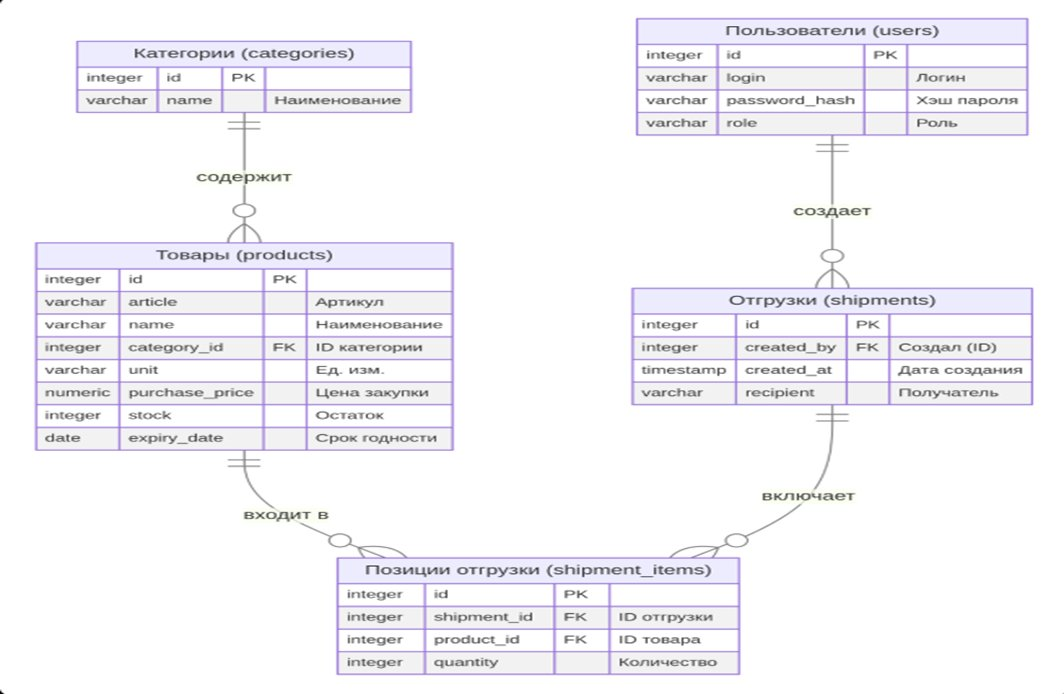 Категории (categories)
integer id PK
varchar name Наименование
содержит
Товары (products)
integer id PK
varchar article Артикул
varchar name Наименование
integer category_id FK ID категории
varchar unit Ед. изм.
numeric purchase_price Цена закупки
integer stock Остаток
date expiry_date Срок годности
входит в
Пользователи (users)
integer id PK
varchar login Логин
varchar password_hash Хэш пароля
varchar role Роль
создает
Отгрузки (shipments)
integer id PK
integer created_by FK Создал (ID)
timestamp created_at Дата создания
varchar recipient Получатель
включает
Позиции отгрузки (shipment_items)
integer id PK
integer shipment_id FK ID отгрузки
integer product_id FK ID товара
integer quantity Количество